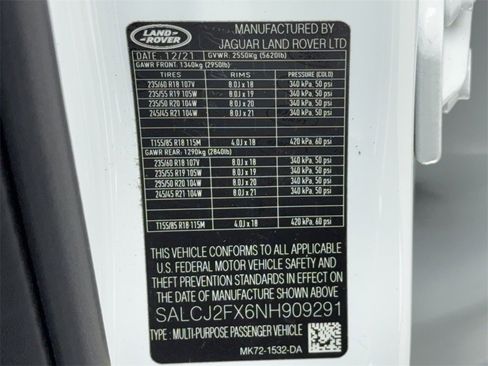 LAND-ROVER
MANUFACTURED BY
JAGUAR LAND ROVER LTD
DATE: 12/21 GVWR: 2550kg (5620lb)
GAWR FRONT: 1340kg (2950lb)
TIRES RIMS PRESSURE (COLD)
235/60 R18 107V 8.0J x 18 340 kPa, 50 psi
235/55 R19 105W 8.0J x 19 340 kPa, 50 psi
235/50 R20 104W 8.0J x 20 340 kPa, 50 psi
245/45 R21 104W 8.0J x 21 340 kPa, 50 psi
T155/85 R18 115M 4.0J x 18 420 kPa, 60 psi
GAWR REAR: 1290kg (2840lb)
235/60 R18 107V 8.0J x 18 340 kPa, 50 psi
235/55 R19 105W 8.0J x 19 340 kPa, 50 psi
295/50 R20 104W 8.0J x 20 340 kPa, 50 psi
245/45 R21 104W 8.0J x 21 340 kPa, 50 psi
T155/85 R18 115M 4.0J x 18 420 kPa, 60 psi
THIS VEHICLE CONFORMS TO ALL APPLICABLE
U.S. FEDERAL MOTOR VEHICLE SAFETY AND
THEFT PREVENTION STANDARDS IN EFFECT ON
THE DATE OF MANUFACTURE SHOWN ABOVE.
SALCJ2FX6NH909291
TYPE: MULTI-PURPOSE PASSENGER VEHICLE
MK72-1532-DA